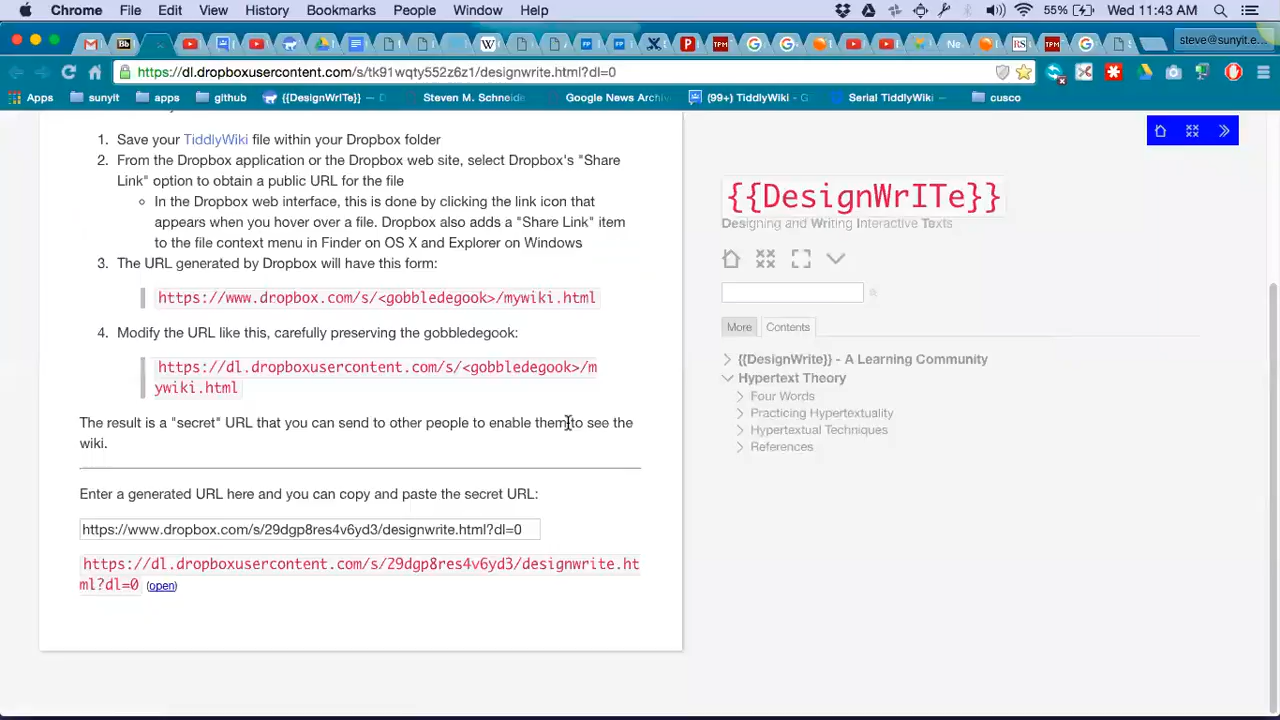 Chrome File Edit View History Bookmarks People Window Help 55% Wed 11:43 AM
steve@sunyit.e...
https://dl.dropboxusercontent.com/s/tk91wqty552z6z1/designwrite.html?dl=0
Apps sunyit apps github {{DesignWrITe}} — D Steven M. Schneide Google News Archiv (99+) TiddlyWiki - G Serial TiddlyWiki — cusco
1. Save your TiddlyWiki file within your Dropbox folder
2. From the Dropbox application or the Dropbox web site, select Dropbox's "Share
Link" option to obtain a public URL for the file
In the Dropbox web interface, this is done by clicking the link icon that
appears when you hover over a file. Dropbox also adds a "Share Link" item
to the file context menu in Finder on OS X and Explorer on Windows
3. The URL generated by Dropbox will have this form:
https://www.dropbox.com/s/<gobbledegook>/mywiki.html
4. Modify the URL like this, carefully preserving the gobbledegook:
https://dl.dropboxusercontent.com/s/<gobbledegook>/m
ywiki.html
The result is a "secret" URL that you can send to other people to enable them to see the
wiki.
Enter a generated URL here and you can copy and paste the secret URL:
https://www.dropbox.com/s/29dgp8res4v6yd3/designwrite.html?dl=0
https://dl.dropboxusercontent.com/s/29dgp8res4v6yd3/designwrite.ht
ml?dl=0 (open)
{{DesignWrITe}}
Designing and Writing Interactive Texts
More Contents
{{DesignWrite}} - A Learning Community
Hypertext Theory
Four Words
Practicing Hypertextuality
Hypertextual Techniques
References